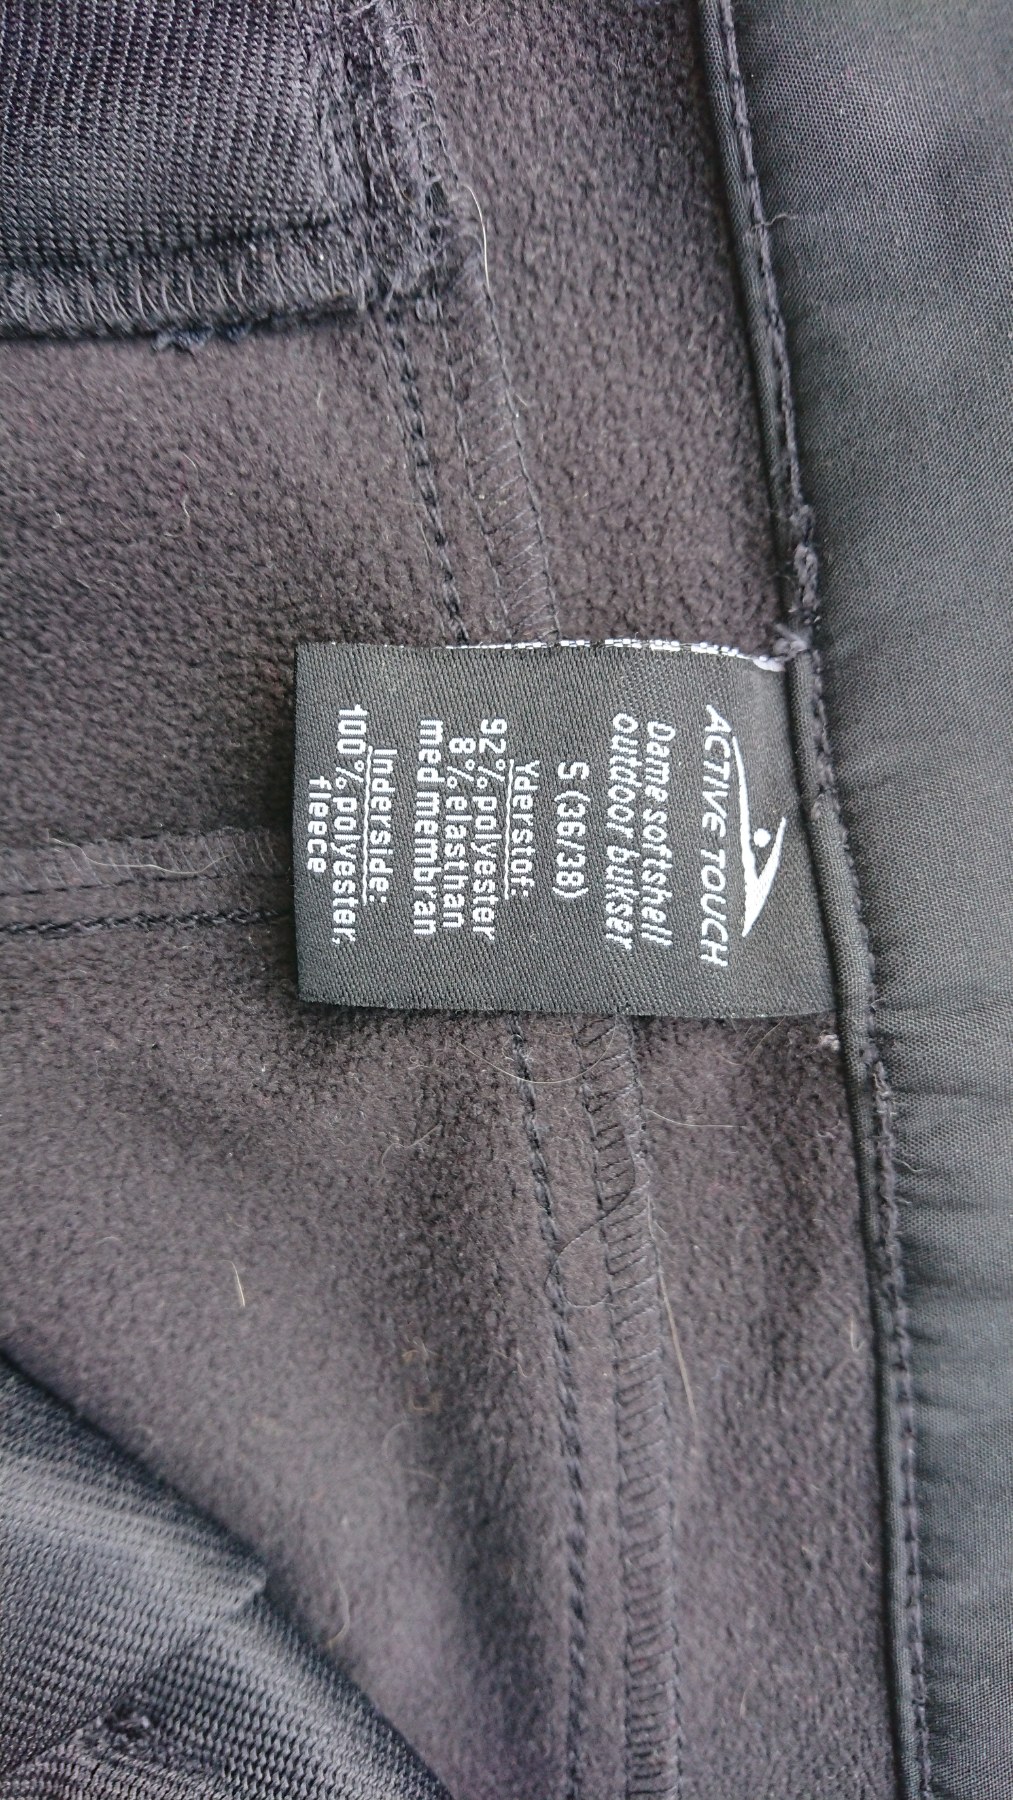 ACTIVE TOUCH
Dame softshell
outdoor bukser
S (36/38)
Yderstof:
92% polyester
8% elasthan
med membran
Inderside:
100% polyester,
fleece